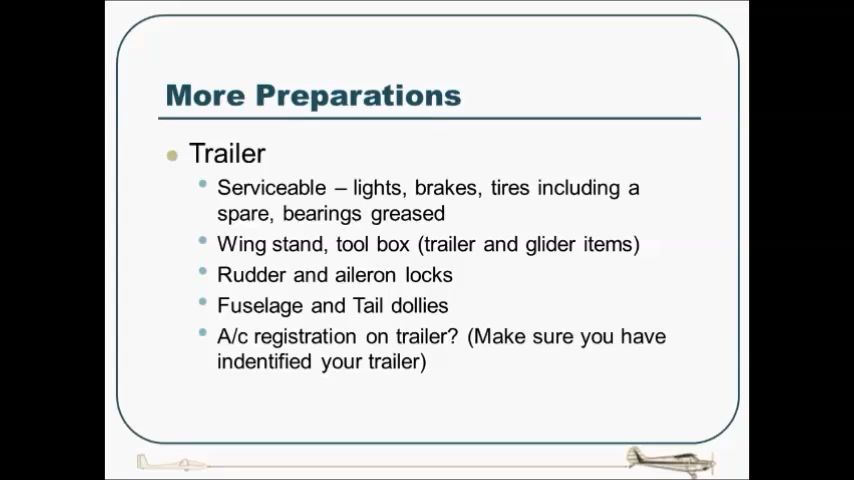 More Preparations
Trailer
Serviceable – lights, brakes, tires including a
spare, bearings greased
Wing stand, tool box (trailer and glider items)
Rudder and aileron locks
Fuselage and Tail dollies
A/c registration on trailer? (Make sure you have
indentified your trailer)